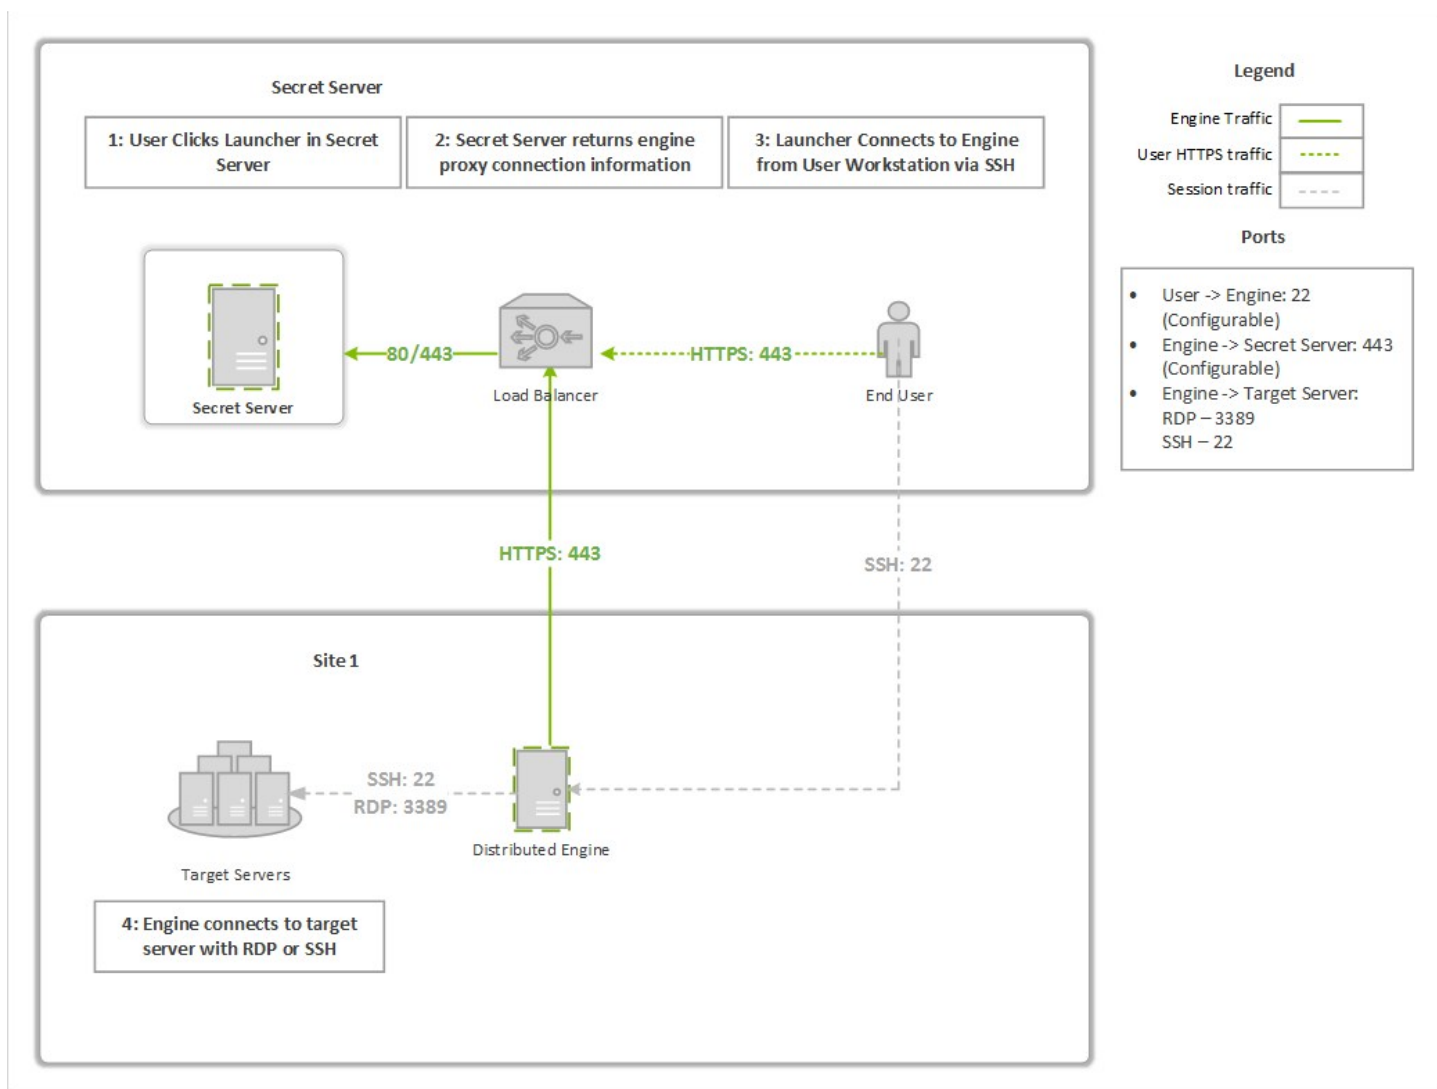 Secret Server
1: User Clicks Launcher in Secret
Server
2: Secret Server returns engine
proxy connection information
3: Launcher Connects to Engine
from User Workstation via SSH
Secret Server
80/443
Load Balancer
HTTPS: 443
End User
HTTPS: 443
SSH: 22
Site 1
Target Servers
SSH: 22
RDP: 3389
Distributed Engine
4: Engine connects to target
server with RDP or SSH
Legend
Engine Traffic
User HTTPS traffic
Session traffic
Ports
• User -> Engine: 22
(Configurable)
• Engine -> Secret Server: 443
(Configurable)
• Engine -> Target Server:
RDP – 3389
SSH – 22